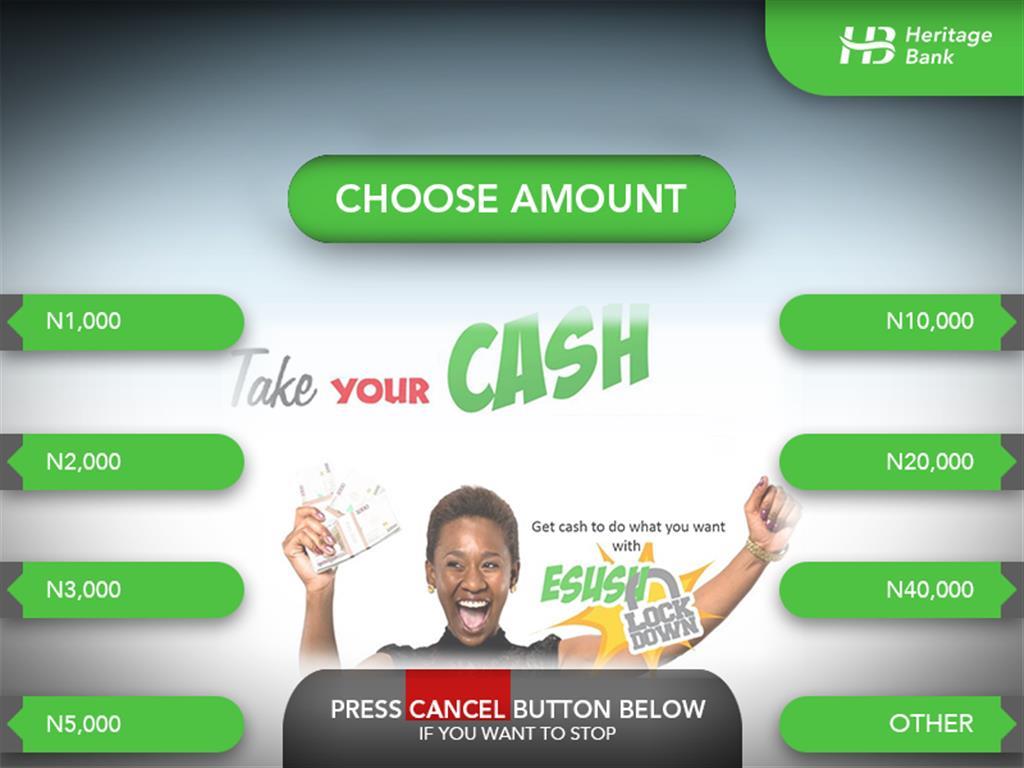 Heritage
Bank
CHOOSE AMOUNT
N1,000
N10,000
Take YOUR CASH
N2,000
N20,000
Get cash to do what you want
with
ESUSU
LOCK
DOWN
N3,000
N40,000
N5,000
OTHER
PRESS CANCEL BUTTON BELOW
IF YOU WANT TO STOP